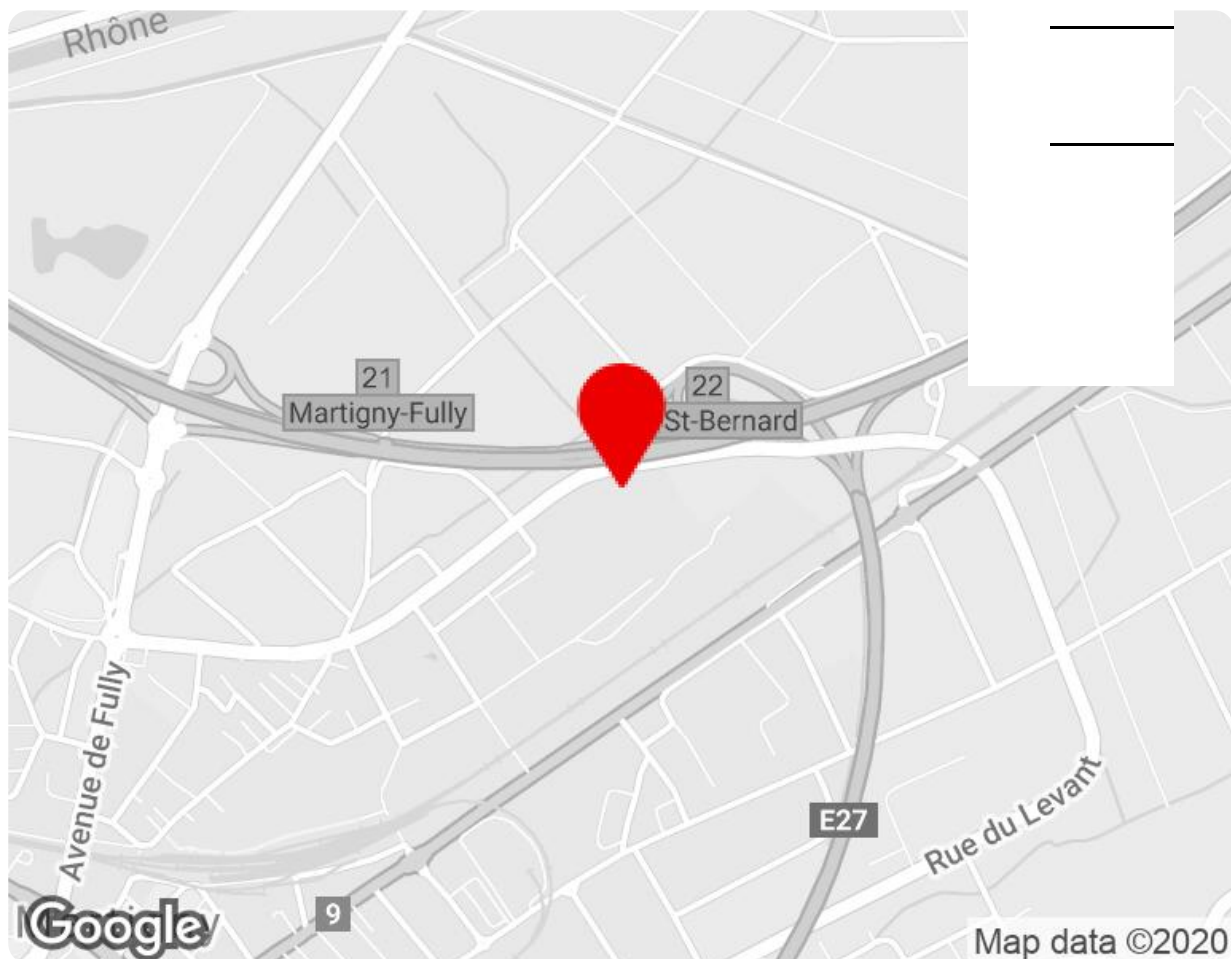 Rhône
21
Martigny-Fully
22
St-Bernard
Avenue de Fully
E27
Rue du Levant
9
Google
Map data ©2020